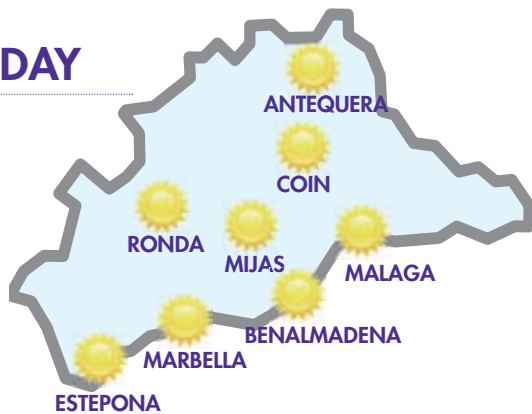 DAY
ANTEQUERA
COIN
RONDA
MIJAS
MALAGA
BENALMADENA
MARBELLA
ESTEPONA